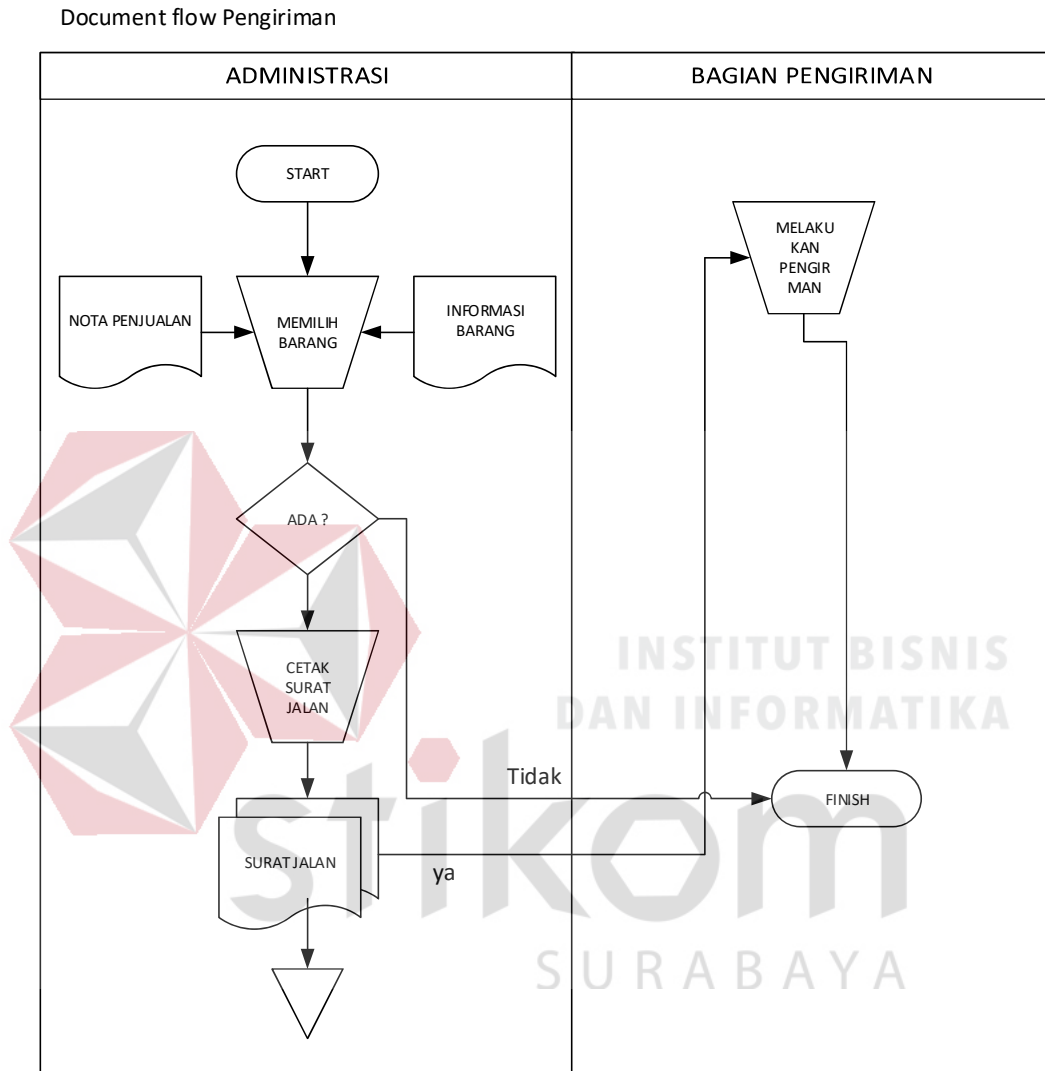 Document flow Pengiriman
ADMINISTRASI
BAGIAN PENGIRIMAN
START
MELAKU
KAN
PENGIR
MAN
NOTA PENJUALAN
MEMILIH
BARANG
INFORMASI
BARANG
ADA ?
CETAK
SURAT
JALAN
INSTITUT BISNIS
DAN INFORMATIKA
Tidak
FINISH
stikom
SURAT JALAN
ya
SURABAYA